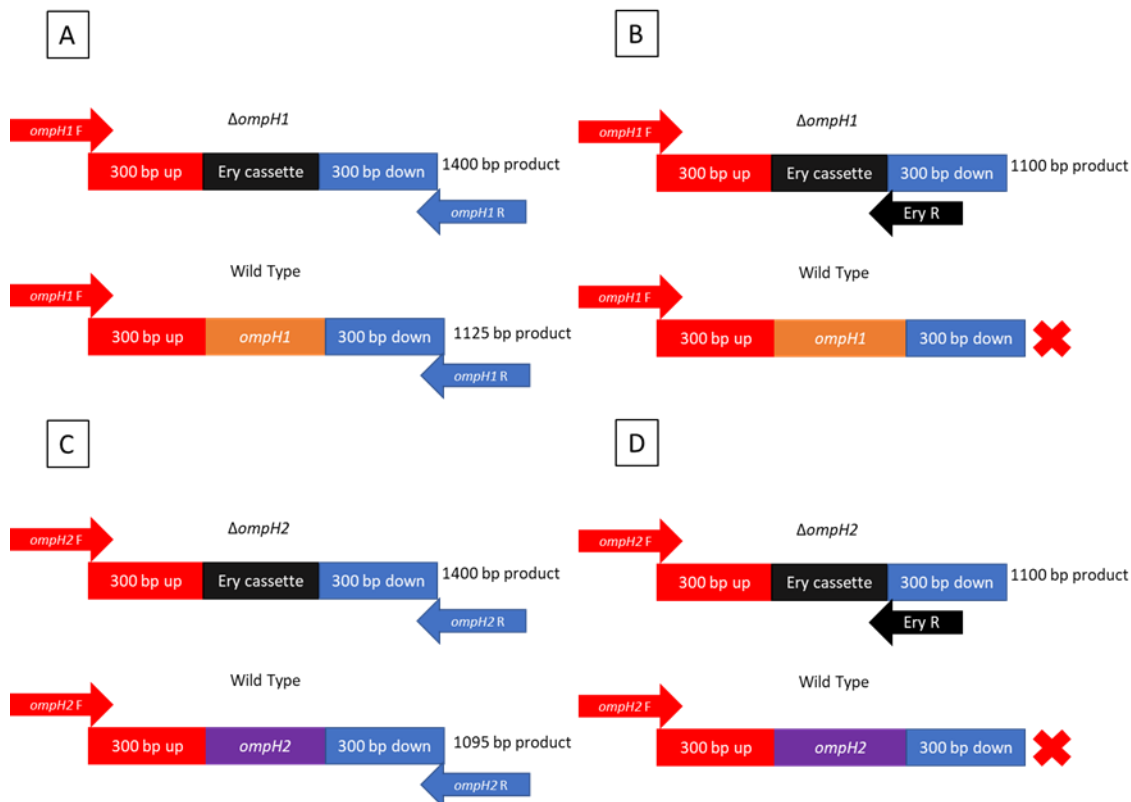 A
ompH1 F
ΔompH1
300 bp up Ery cassette 300 bp down 1400 bp product
ompH1 R
Wild Type
ompH1 F
300 bp up ompH1 300 bp down 1125 bp product
ompH1 R
B
ompH1 F
ΔompH1
300 bp up Ery cassette 300 bp down 1100 bp product
Ery R
Wild Type
ompH1 F
300 bp up ompH1 300 bp down
C
ompH2 F
ΔompH2
300 bp up Ery cassette 300 bp down 1400 bp product
ompH2 R
Wild Type
ompH2 F
300 bp up ompH2 300 bp down 1095 bp product
ompH2 R
D
ompH2 F
ΔompH2
300 bp up Ery cassette 300 bp down 1100 bp product
Ery R
Wild Type
ompH2 F
300 bp up ompH2 300 bp down